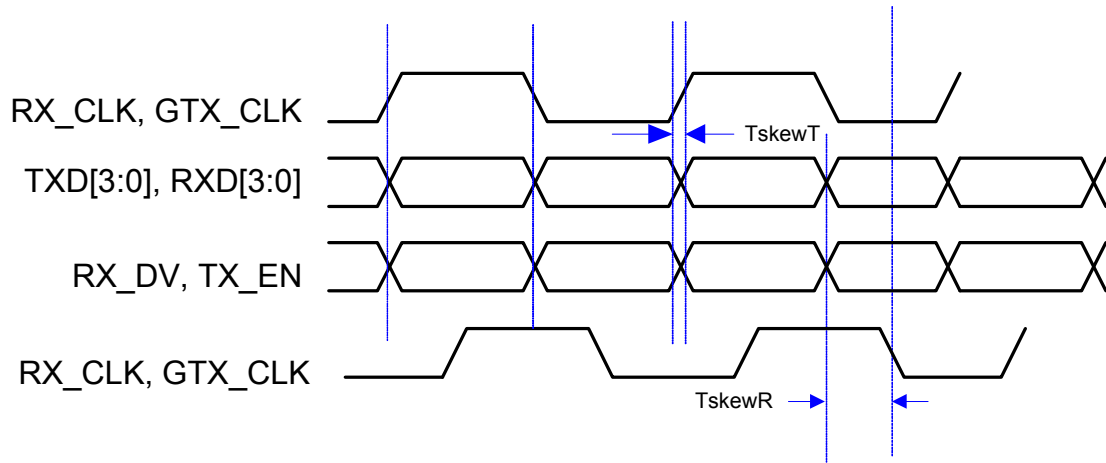 RX_CLK, GTX_CLK
TskewT
TXD[3:0], RXD[3:0]
RX_DV, TX_EN
RX_CLK, GTX_CLK
TskewR